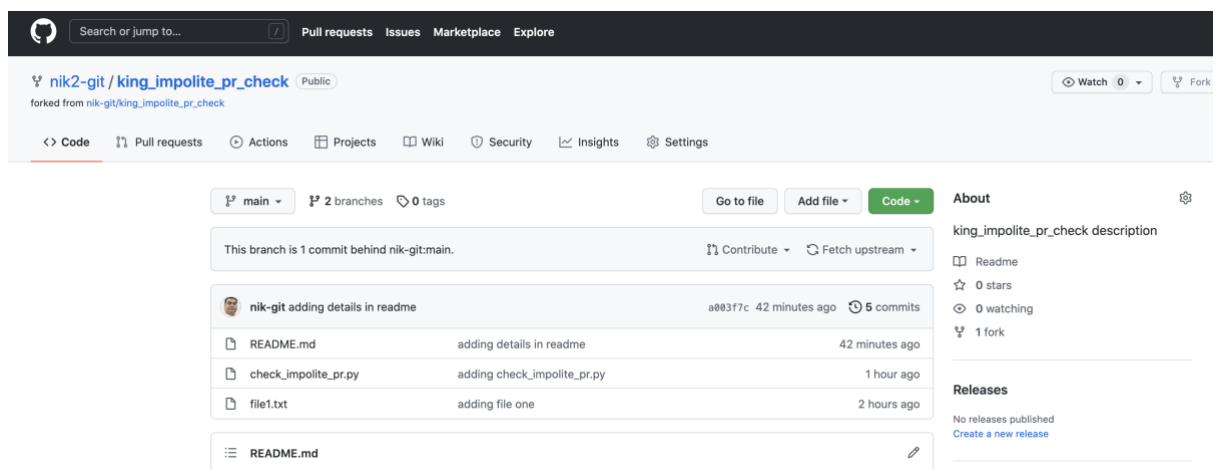 Search or jump to... / Pull requests Issues Marketplace Explore
nik2-git / king_impolite_pr_check Public Watch 0 Fork
forked from nik-git/king_impolite_pr_check
<> Code Pull requests Actions Projects Wiki Security Insights Settings
main 2 branches 0 tags Go to file Add file Code
About
king_impolite_pr_check description
This branch is 1 commit behind nik-git:main. Contribute Fetch upstream
Readme
0 stars
0 watching
1 fork
nik-git adding details in readme a003f7c 42 minutes ago 5 commits
README.md adding details in readme 42 minutes ago
check_impolite_pr.py adding check_impolite_pr.py 1 hour ago
file1.txt adding file one 2 hours ago
Releases
No releases published
Create a new release
README.md